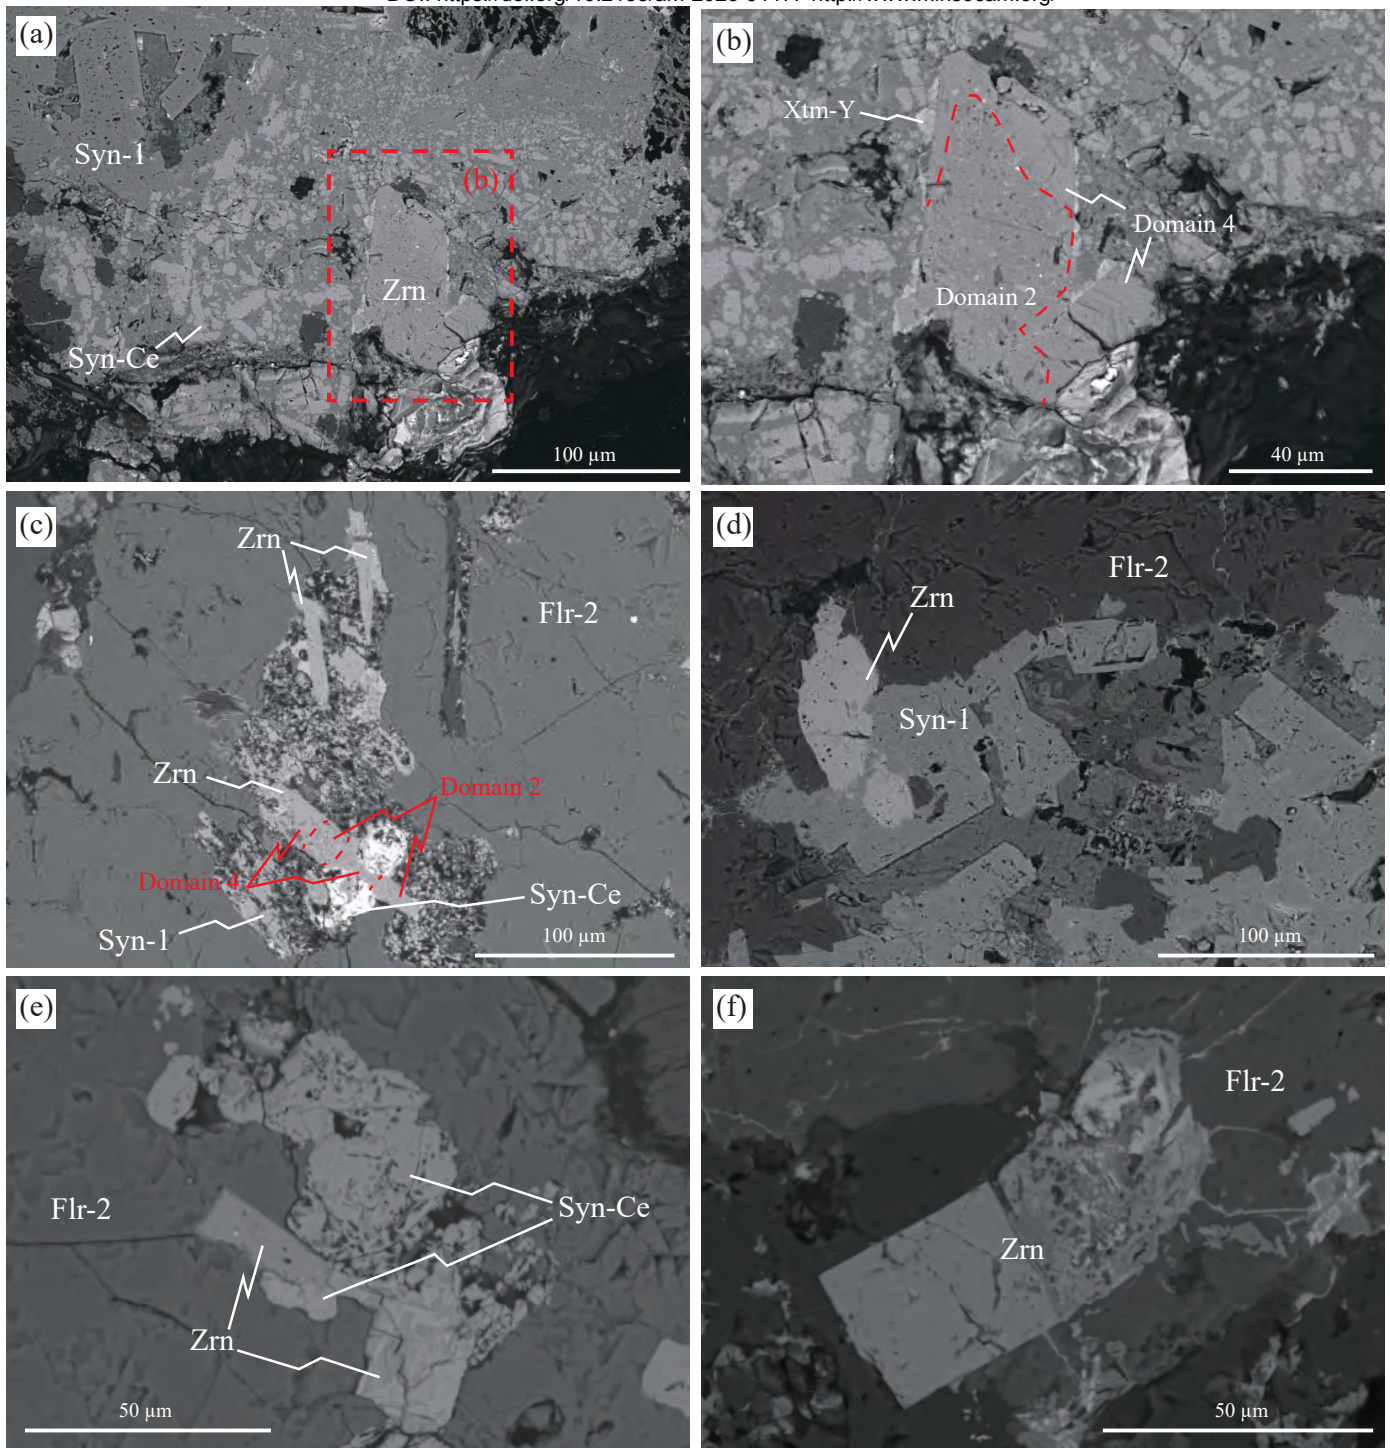 (a)
Syn-1
(b)
Zrn
Syn-Ce
100 µm
(b)
Xtm-Y
Domain 4
Domain 2
40 µm
(c)
Zrn
Flr-2
Zrn
Domain 2
Domain 4
Syn-Ce
Syn-1
100 µm
(d)
Flr-2
Zrn
Syn-1
100 µm
(e)
Flr-2
Syn-Ce
Zrn
50 µm
(f)
Flr-2
Zrn
50 µm